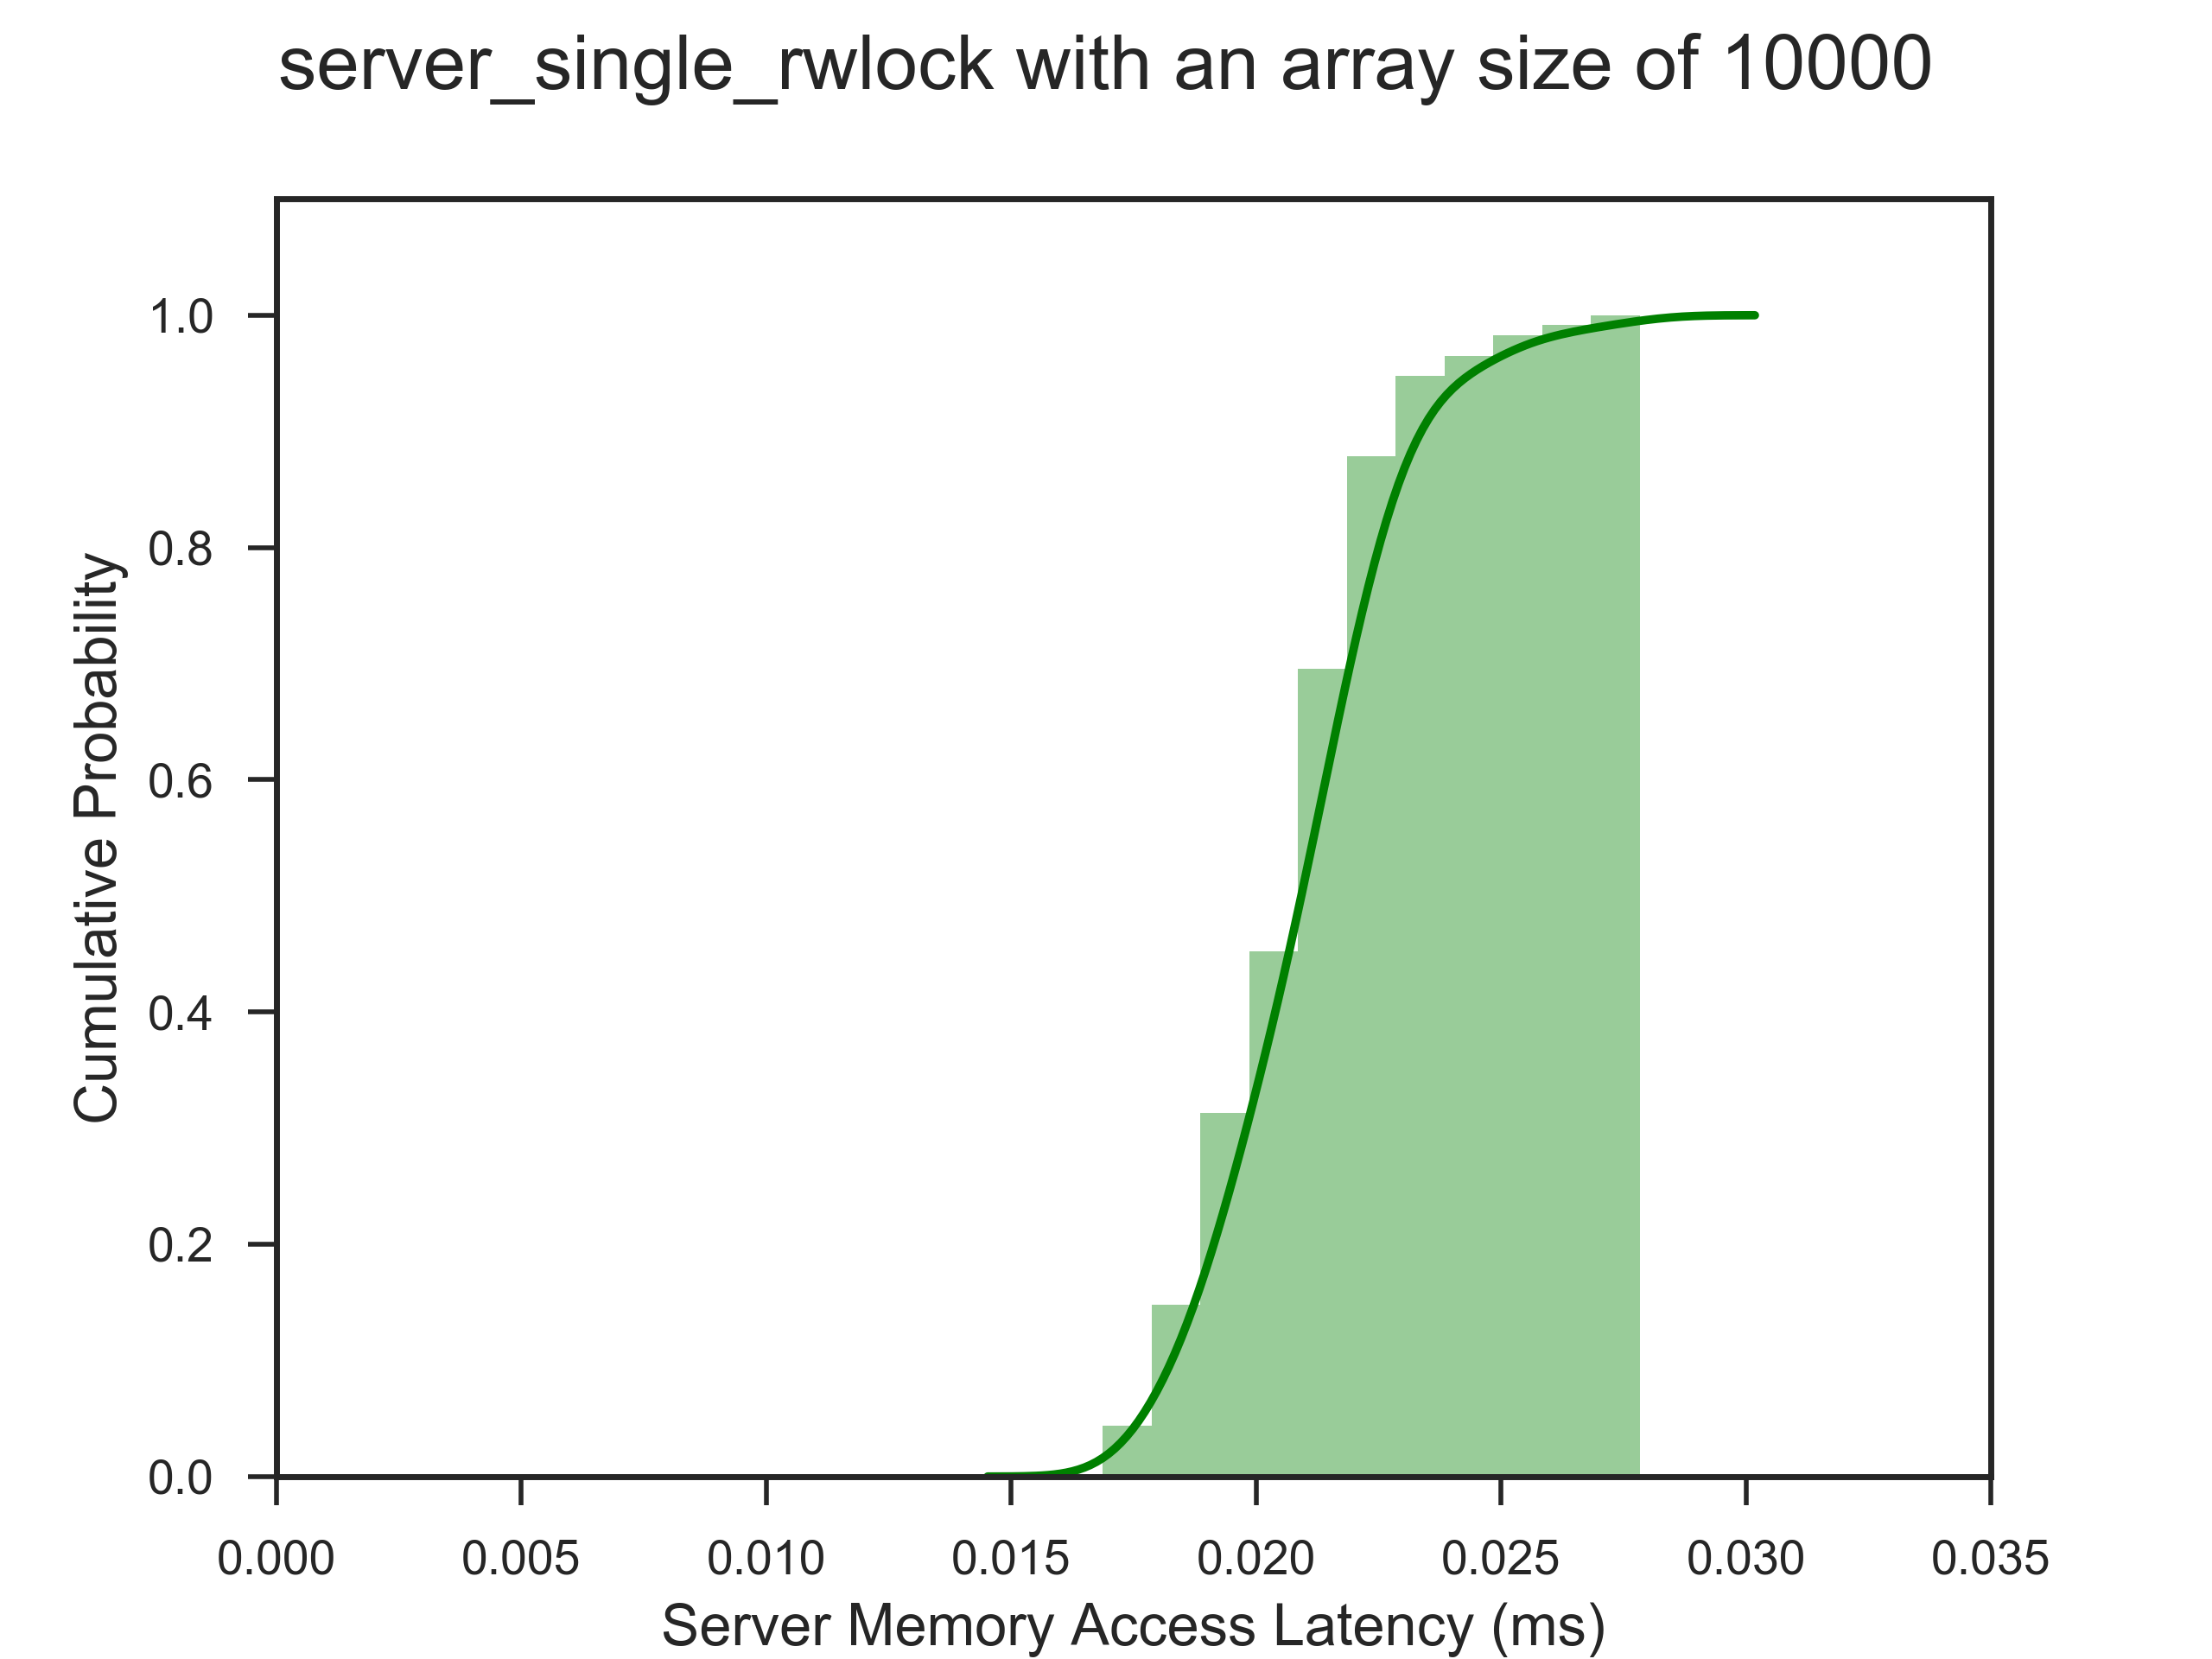 server_single_rwlock with an array size of 10000
1.0
0.8
0.6
0.4
0.2
0.0
Cumulative Probability
0.000 0.005 0.010 0.015 0.020 0.025 0.030 0.035
Server Memory Access Latency (ms)